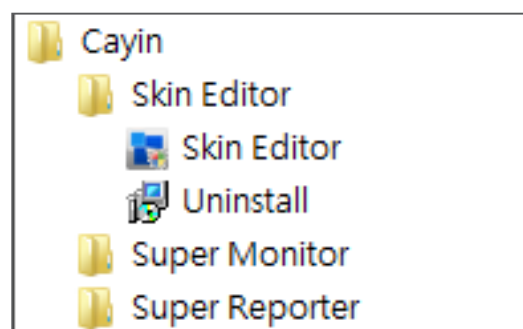 Cayin
Skin Editor
Skin Editor
Uninstall
Super Monitor
Super Reporter